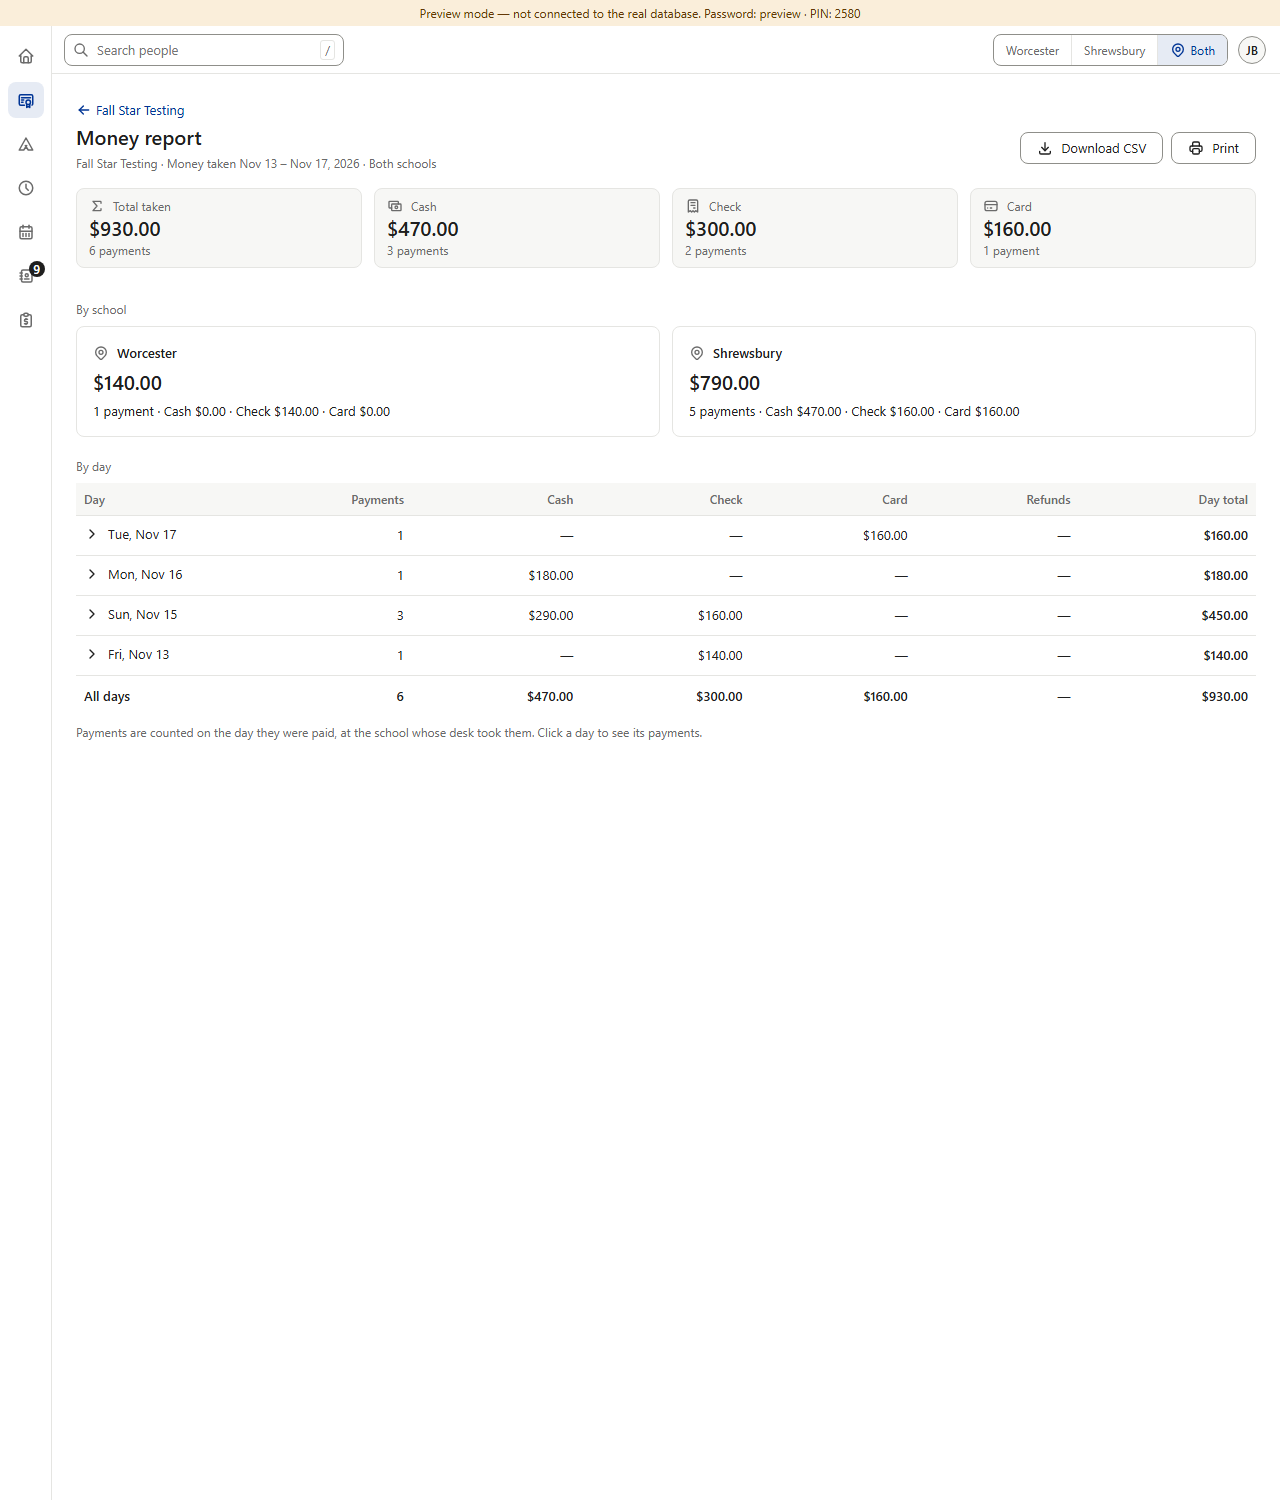 Preview mode — not connected to the real database. Password: preview · PIN: 2580
Search people /
Worcester Shrewsbury Both JB
9
Fall Star Testing
Money report
Fall Star Testing · Money taken Nov 13 – Nov 17, 2026 · Both schools
Download CSV Print
Total taken
$930.00
6 payments
Cash
$470.00
3 payments
Check
$300.00
2 payments
Card
$160.00
1 payment
By school
Worcester
$140.00
1 payment · Cash $0.00 · Check $140.00 · Card $0.00
Shrewsbury
$790.00
5 payments · Cash $470.00 · Check $160.00 · Card $160.00
By day
Day Payments Cash Check Card Refunds Day total
Tue, Nov 17 1 — — $160.00 — $160.00
Mon, Nov 16 1 $180.00 — — — $180.00
Sun, Nov 15 3 $290.00 $160.00 — — $450.00
Fri, Nov 13 1 — $140.00 — — $140.00
All days 6 $470.00 $300.00 $160.00 — $930.00
Payments are counted on the day they were paid, at the school whose desk took them. Click a day to see its payments.